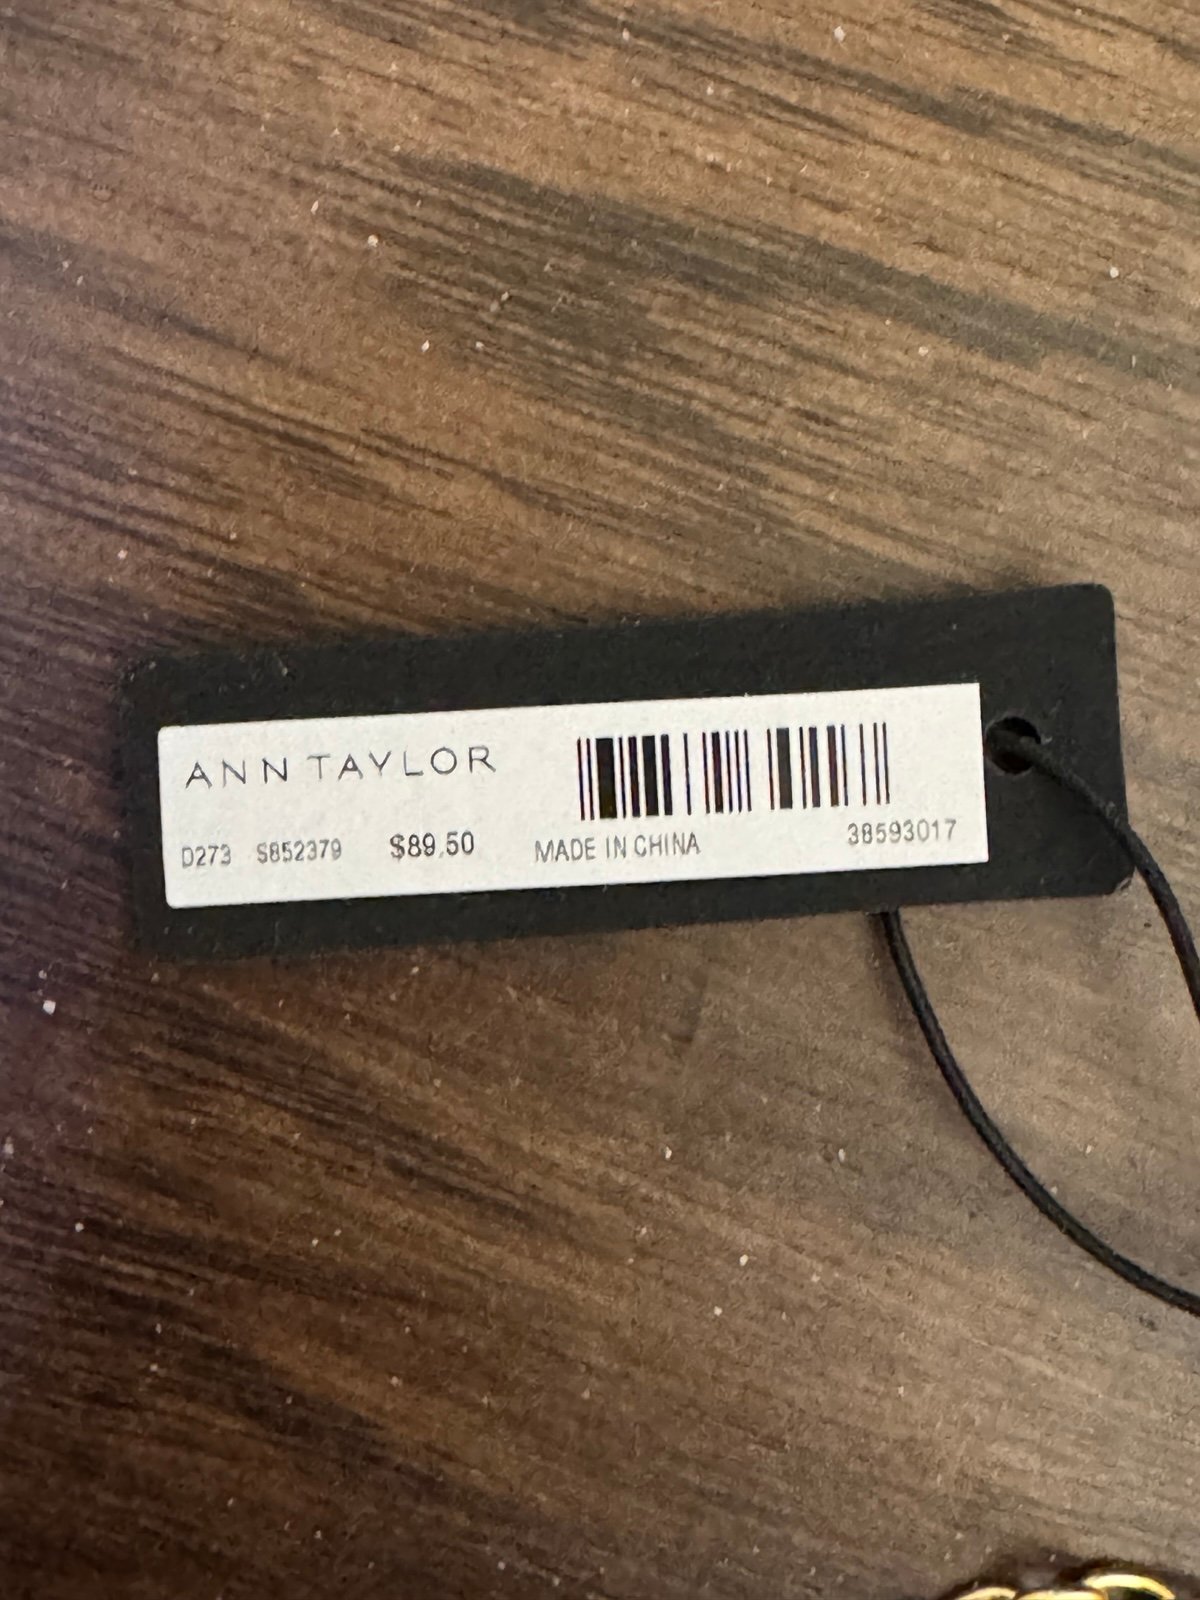 ANN TAYLOR
D273 S852379 $89.50 MADE IN CHINA 38593017